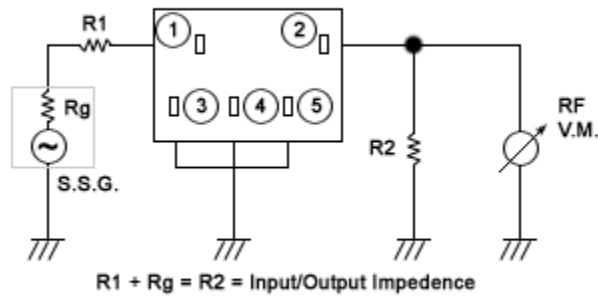 R1
1
2
Rg
3
4
5
R2
RF
V.M.
S.S.G.
R1 + Rg = R2 = Input/Output Impedence